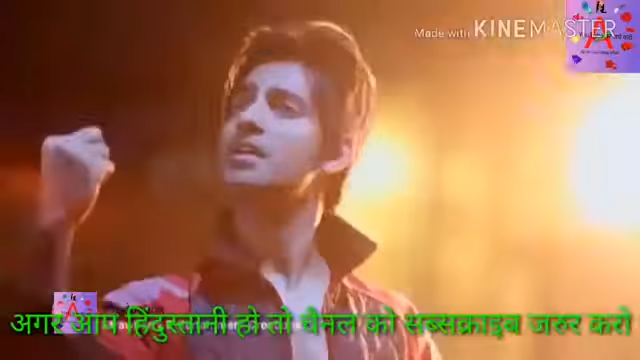 Made with KINEMASTER
अगर आप हिंदुस्तानी हो तो चैनल को सब्सक्राइब जरुर करो